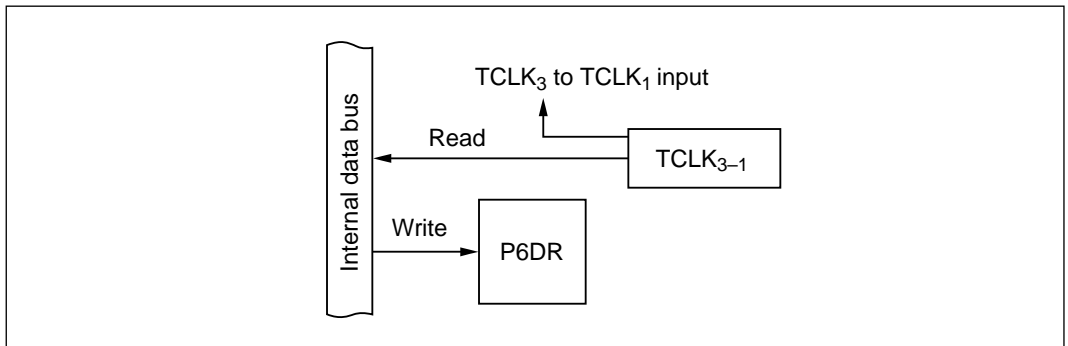 TCLK₃ to TCLK₁ input
Internal data bus
Read
TCLK₃₋₁
Write
P6DR